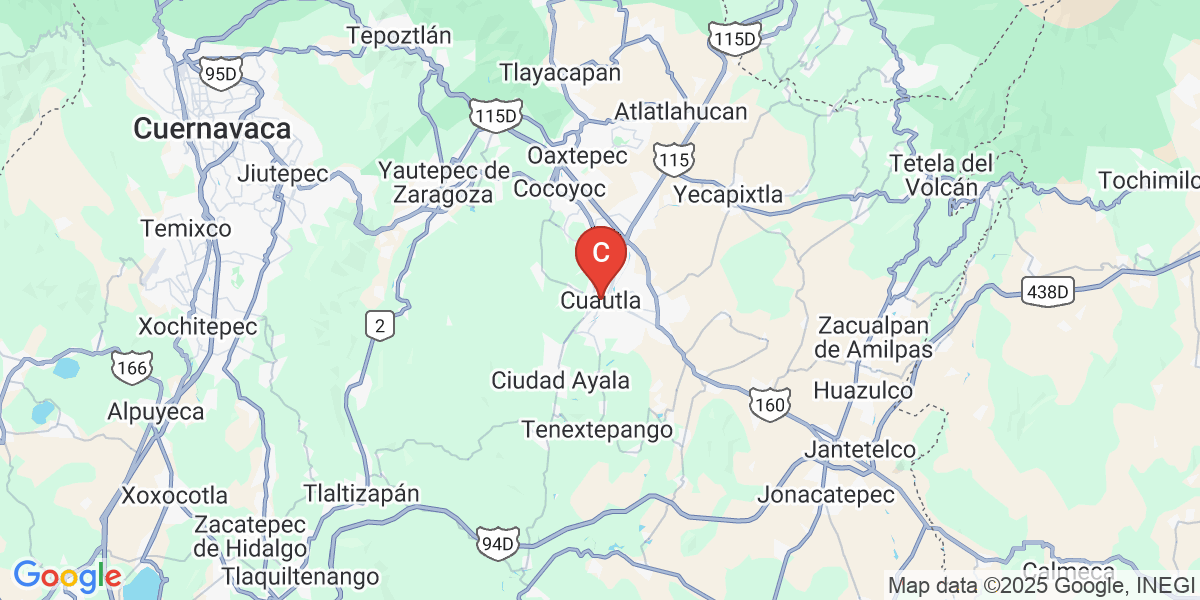 Tepoztlán
115D
95D
Tlayacapan
115D
Atlatlahucan
Cuernavaca
Oaxtepec
115
Jiutepec
Yautepec de
Zaragoza
Cocoyoc
Yecapixtla
Tetela del
Volcán
Tochimilo
Temixco
C
Cuautla
438D
Xochitepec
2
Zacualpan
de Amilpas
166
Ciudad Ayala
Huazulco
160
Alpuyeca
Tenextepango
Jantetelco
Xoxocotla
Tlaltizapán
Jonacatepec
Zacatepec
de Hidalgo
94D
Tlaquiltenango
Calmeca
Google
Map data ©2025 Google, INEGI